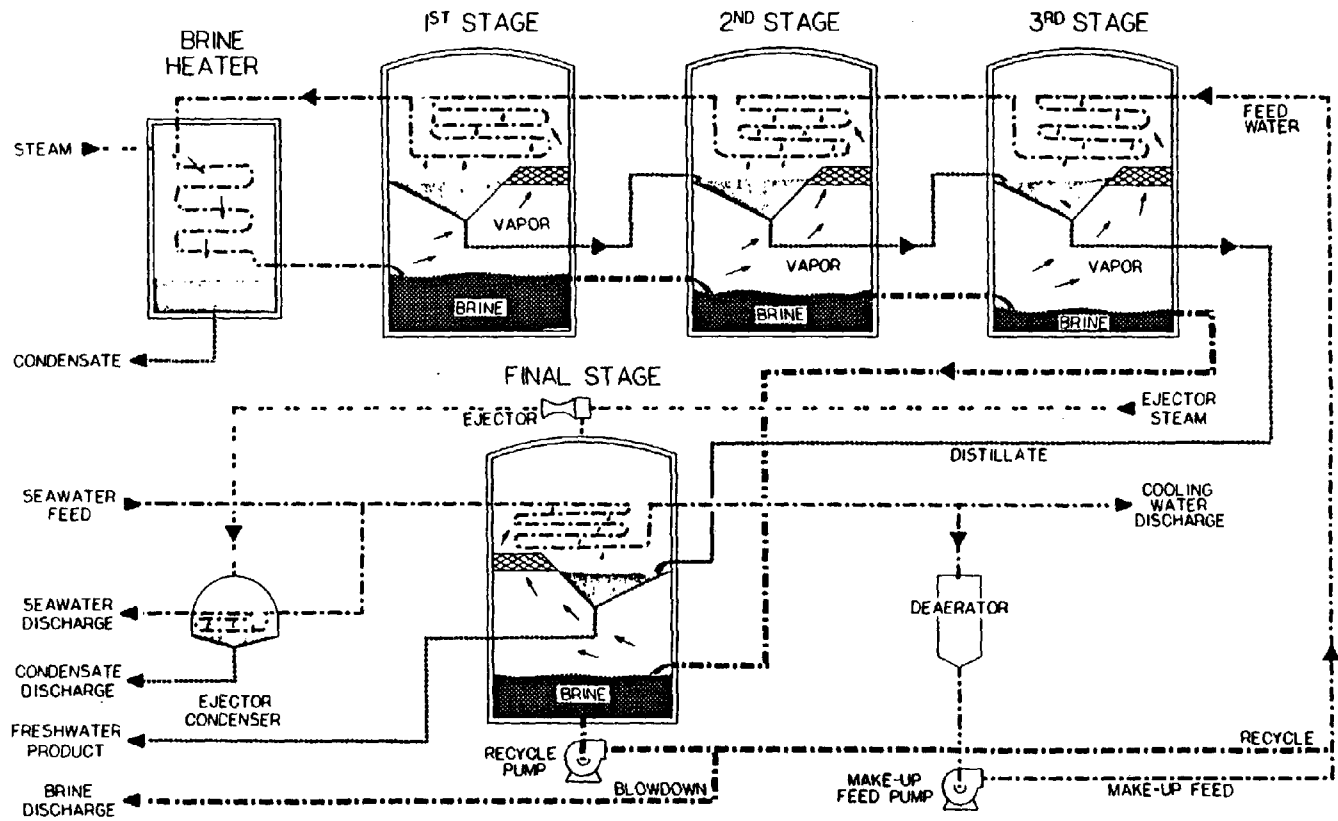 1ST STAGE
2ND STAGE
3RD STAGE
BRINE
HEATER
STEAM
FEED
WATER
VAPOR
VAPOR
VAPOR
BRINE
BRINE
BRINE
CONDENSATE
FINAL STAGE
EJECTOR
EJECTOR
STEAM
DISTILLATE
SEAWATER
FEED
COOLING
WATER
DISCHARGE
SEAWATER
DISCHARGE
DEAERATOR
CONDENSATE
DISCHARGE
EJECTOR
CONDENSER
BRINE
FRESHWATER
PRODUCT
RECYCLE
PUMP
RECYCLE
BLOWDOWN
MAKE-UP
FEED PUMP
MAKE-UP FEED
BRINE
DISCHARGE